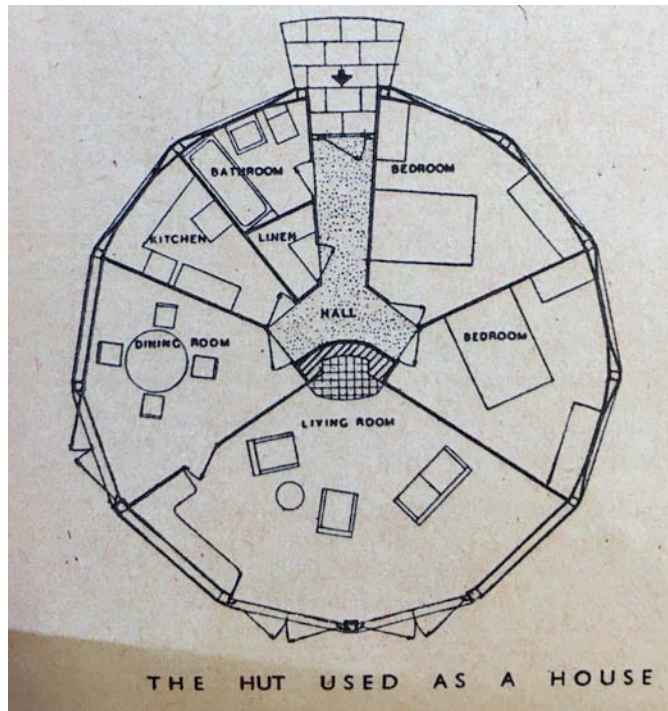 BATHROOM
BEDROOM
KITCHEN
LINEN
HALL
DINING ROOM
BEDROOM
LIVING ROOM
THE HUT USED AS A HOUSE